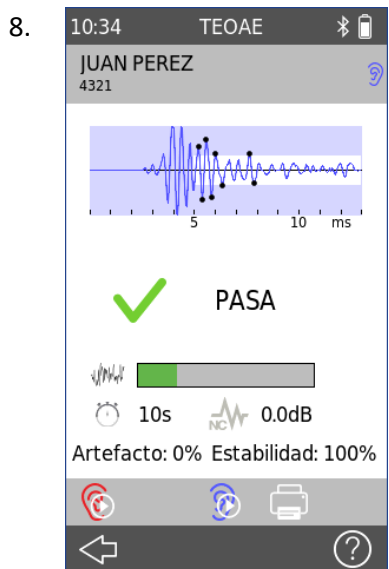 8.
10:34 TEOAE
JUAN PEREZ
4321
5 10 ms
PASA
10s NC 0.0dB
Artefacto: 0% Estabilidad: 100%
?